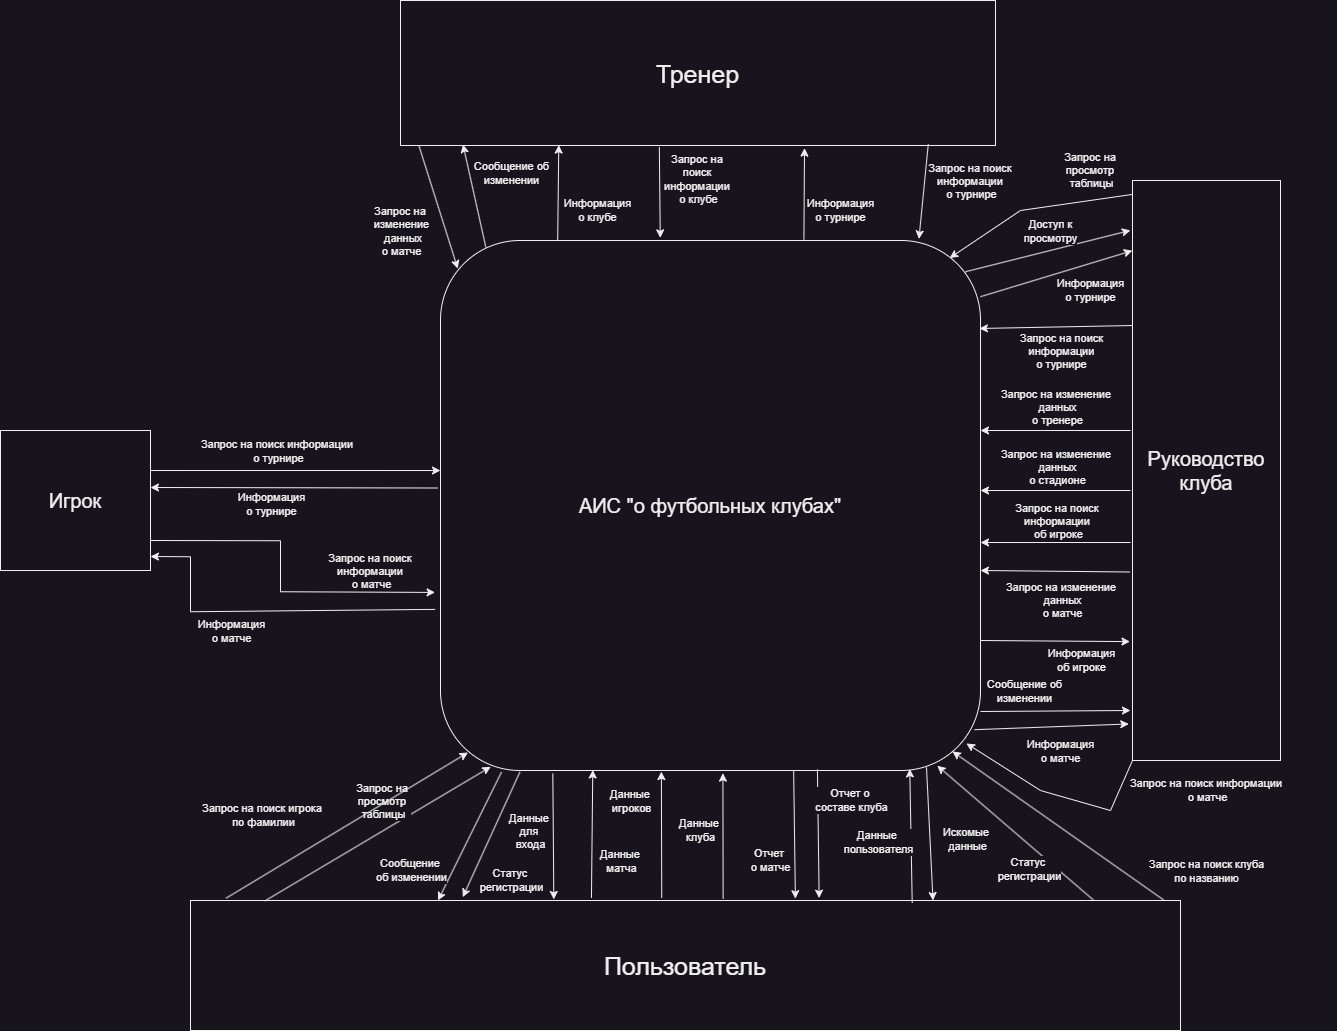 Тренер
Сообщение об
изменении
Запрос на
поиск
информации
о клубе
Запрос на поиск
информации
о турнире
Запрос на
просмотр
таблицы
Запрос на
изменение
данных
о матче
Информация
о клубе
Информация
о турнире
Доступ к
просмотру
Информация
о турнире
Запрос на поиск
информации
о турнире
Запрос на изменение
данных
о тренере
Запрос на изменение
данных
о стадионе
Запрос на поиск
информации
об игроке
Запрос на изменение
данных
о матче
Информация
об игроке
Сообщение об
изменении
Информация
о матче
Запрос на поиск информации
о матче
Руководство
клуба
АИС "о футбольных клубах"
Игрок
Запрос на поиск информации
о турнире
Информация
о турнире
Запрос на поиск
информации
о матче
Информация
о матче
Запрос на поиск игрока
по фамилии
Запрос на
просмотр
таблицы
Сообщение
об изменении
Статус
регистрации
Данные
для
входа
Данные
матча
Данные
игроков
Данные
клуба
Отчет
о матче
Отчет о
составе клуба
Данные
пользователя
Искомые
данные
Статус
регистрации
Запрос на поиск клуба
по названию
Пользователь